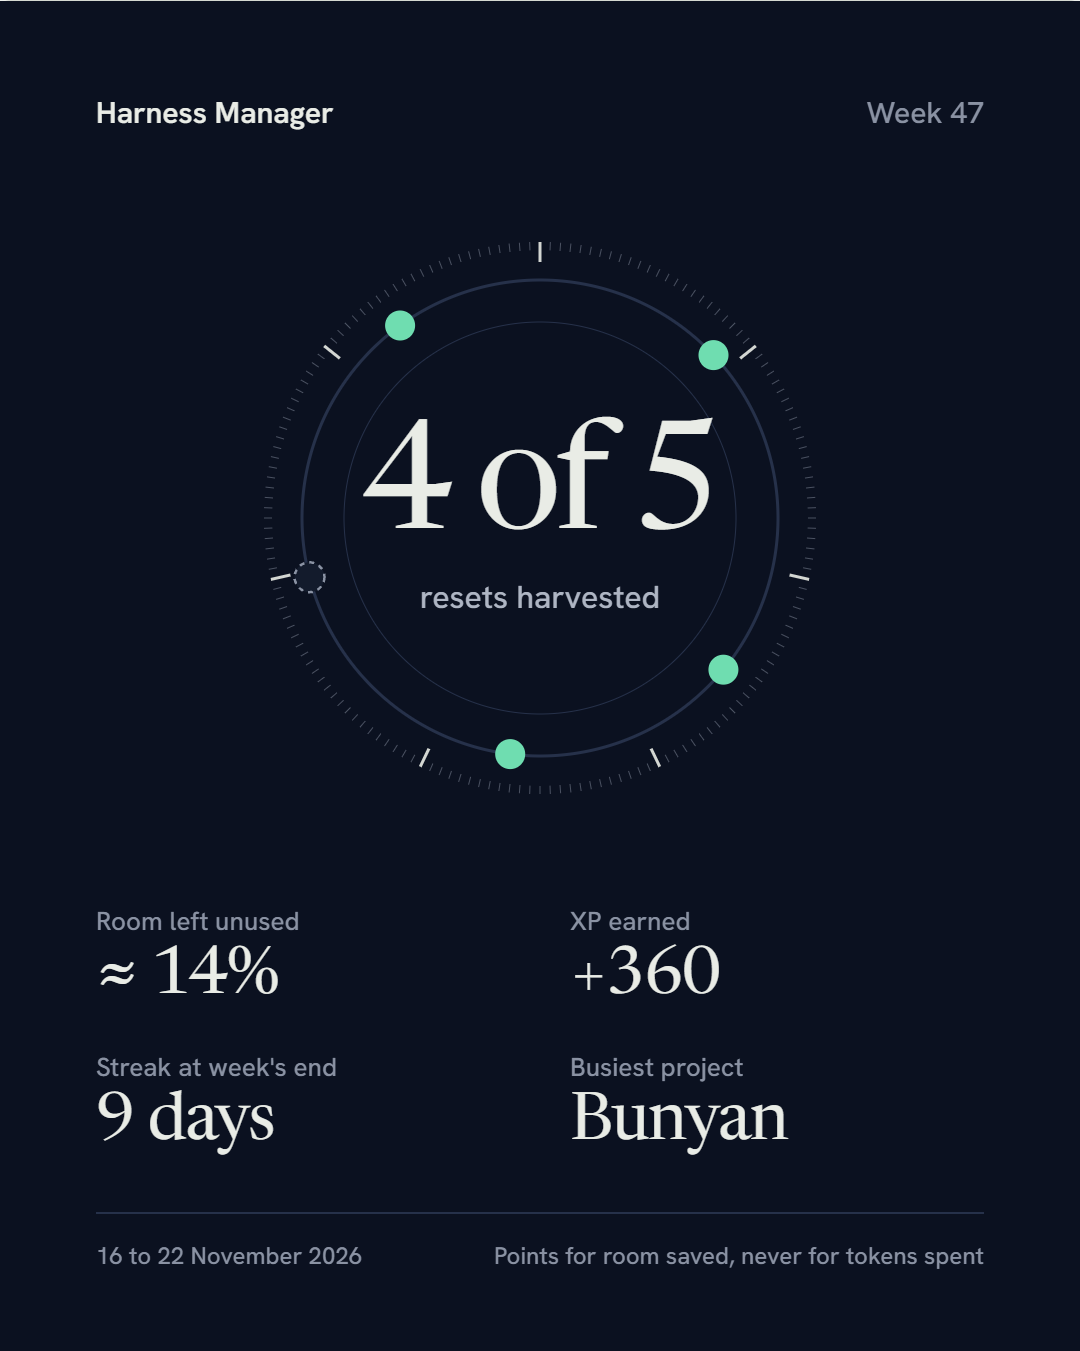 Harness Manager
Week 47
4 of 5
resets harvested
Room left unused
≈ 14%
XP earned
+360
Streak at week's end
9 days
Busiest project
Bunyan
16 to 22 November 2026
Points for room saved, never for tokens spent